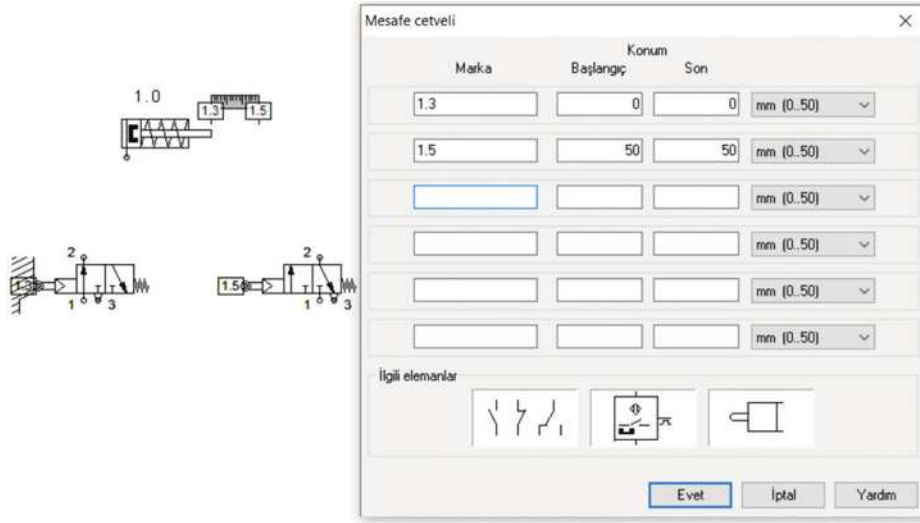 Mesafe cetveli
Konum
Marka Başlangıç Son
1.3 0 0 mm (0..50)
1.5 50 50 mm (0..50)
mm (0..50)
mm (0..50)
mm (0..50)
mm (0..50)
İlgili elemanlar
Evet İptal Yardım
1.0
1.3 1.5
2
1.3
1 3
2
1.5
1 3